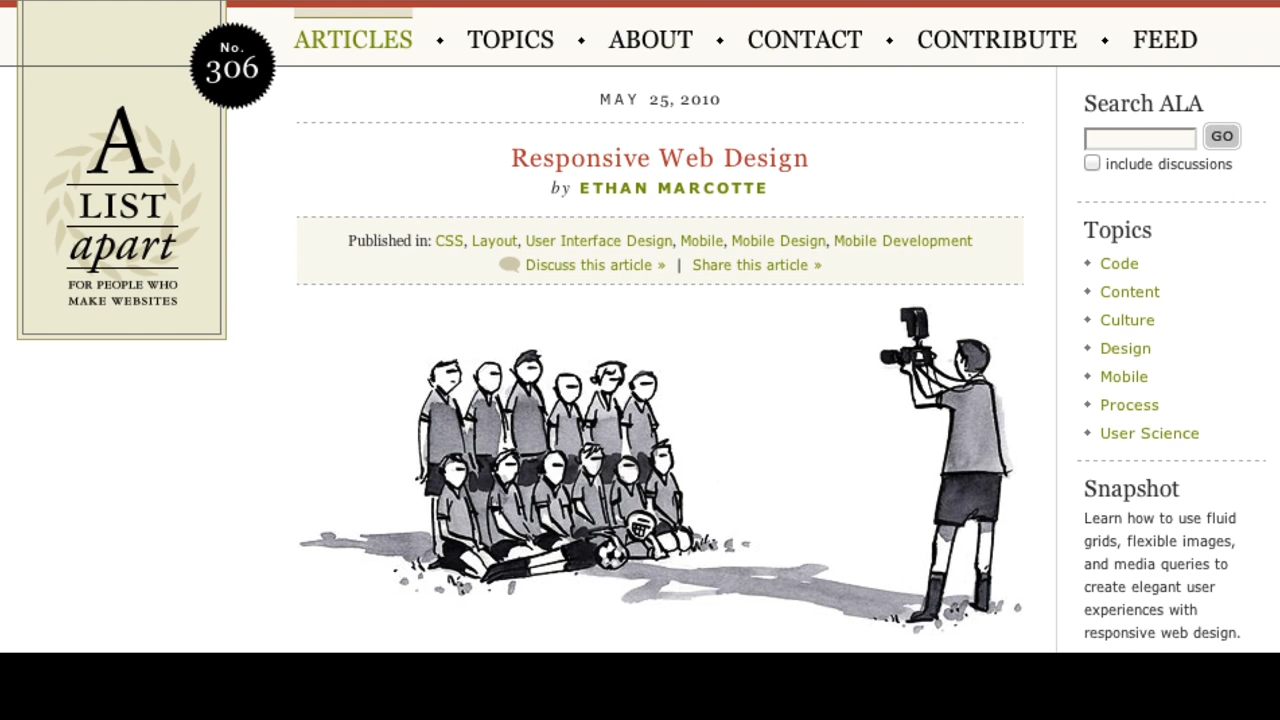 ARTICLES ◆ TOPICS ◆ ABOUT ◆ CONTACT ◆ CONTRIBUTE ◆ FEED
No.
306
A
LIST
apart
FOR PEOPLE WHO
MAKE WEBSITES
MAY 25, 2010
Responsive Web Design
by ETHAN MARCOTTE
Published in: CSS, Layout, User Interface Design, Mobile, Mobile Design, Mobile Development
Discuss this article » | Share this article »
Search ALA
GO
include discussions
Topics
Code
Content
Culture
Design
Mobile
Process
User Science
Snapshot
Learn how to use fluid
grids, flexible images,
and media queries to
create elegant user
experiences with
responsive web design.